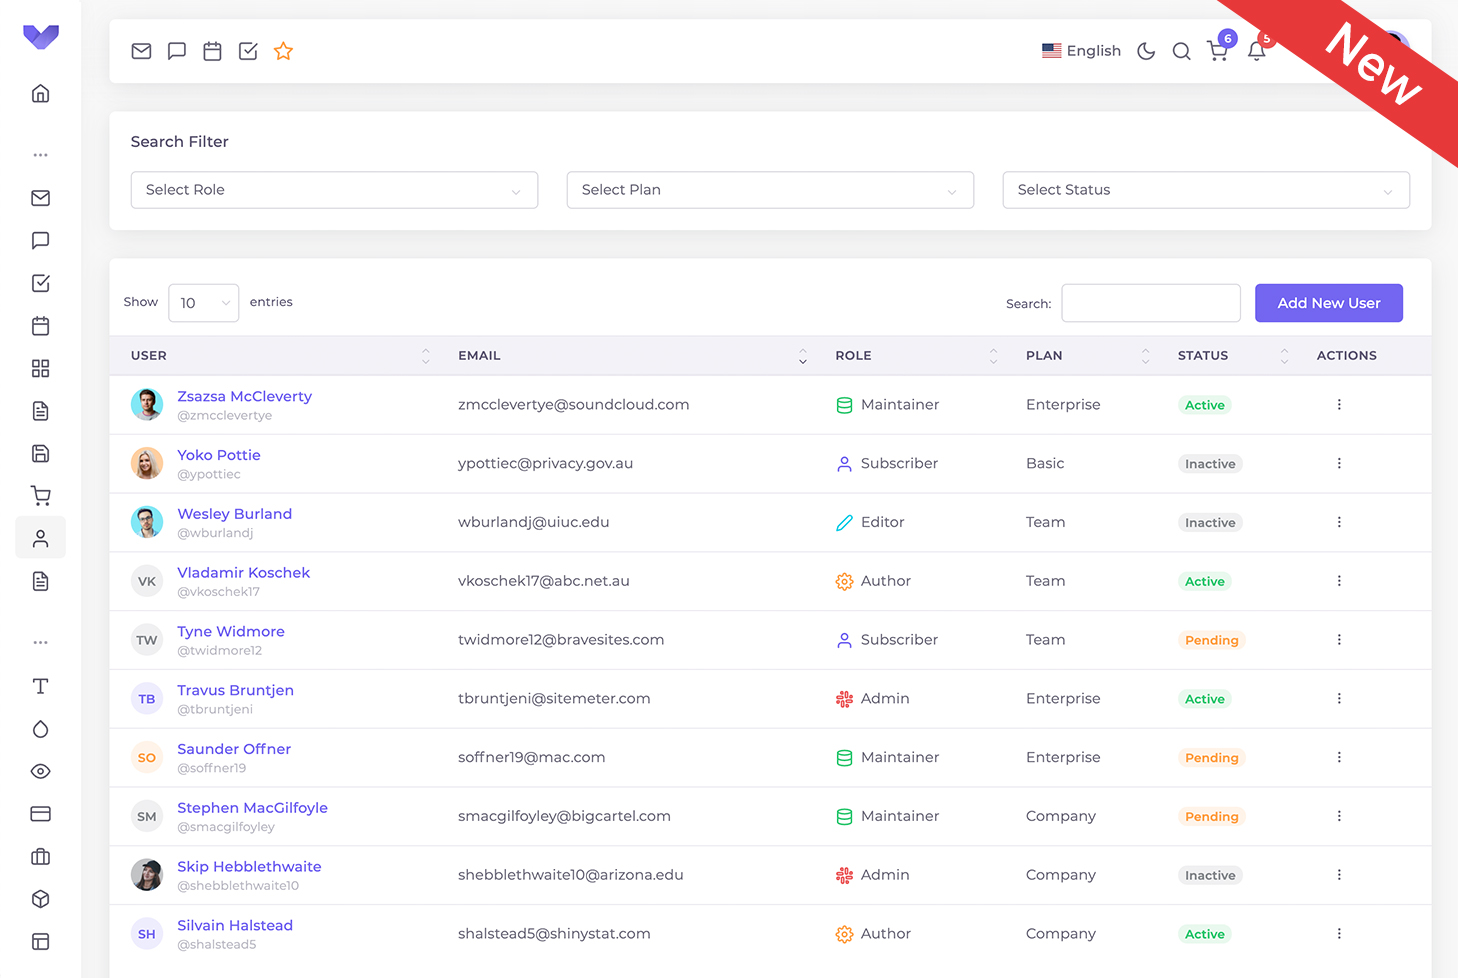 English
6
5
New
Search Filter
Select Role
Select Plan
Select Status
Show 10 entries
Search:
Add New User
USER EMAIL ROLE PLAN STATUS ACTIONS
Zsazsa McCleverty
@zmcclevertye
zmcclevertye@soundcloud.com Maintainer Enterprise Active
Yoko Pottie
@ypottiec
ypottiec@privacy.gov.au Subscriber Basic Inactive
Wesley Burland
@wburlandj
wburlandj@uiuc.edu Editor Team Inactive
VK
Vladamir Koschek
@vkoschek17
vkoschek17@abc.net.au Author Team Active
TW
Tyne Widmore
@twidmore12
twidmore12@bravesites.com Subscriber Team Pending
TB
Travus Bruntjen
@tbruntjeni
tbruntjeni@sitemeter.com Admin Enterprise Active
SO
Saunder Offner
@soffner19
soffner19@mac.com Maintainer Enterprise Pending
SM
Stephen MacGilfoyle
@smacgilfoyley
smacgilfoyley@bigcartel.com Maintainer Company Pending
Skip Hebblethwaite
@shebblethwaite10
shebblethwaite10@arizona.edu Admin Company Inactive
SH
Silvain Halstead
@shalstead5
shalstead5@shinystat.com Author Company Active